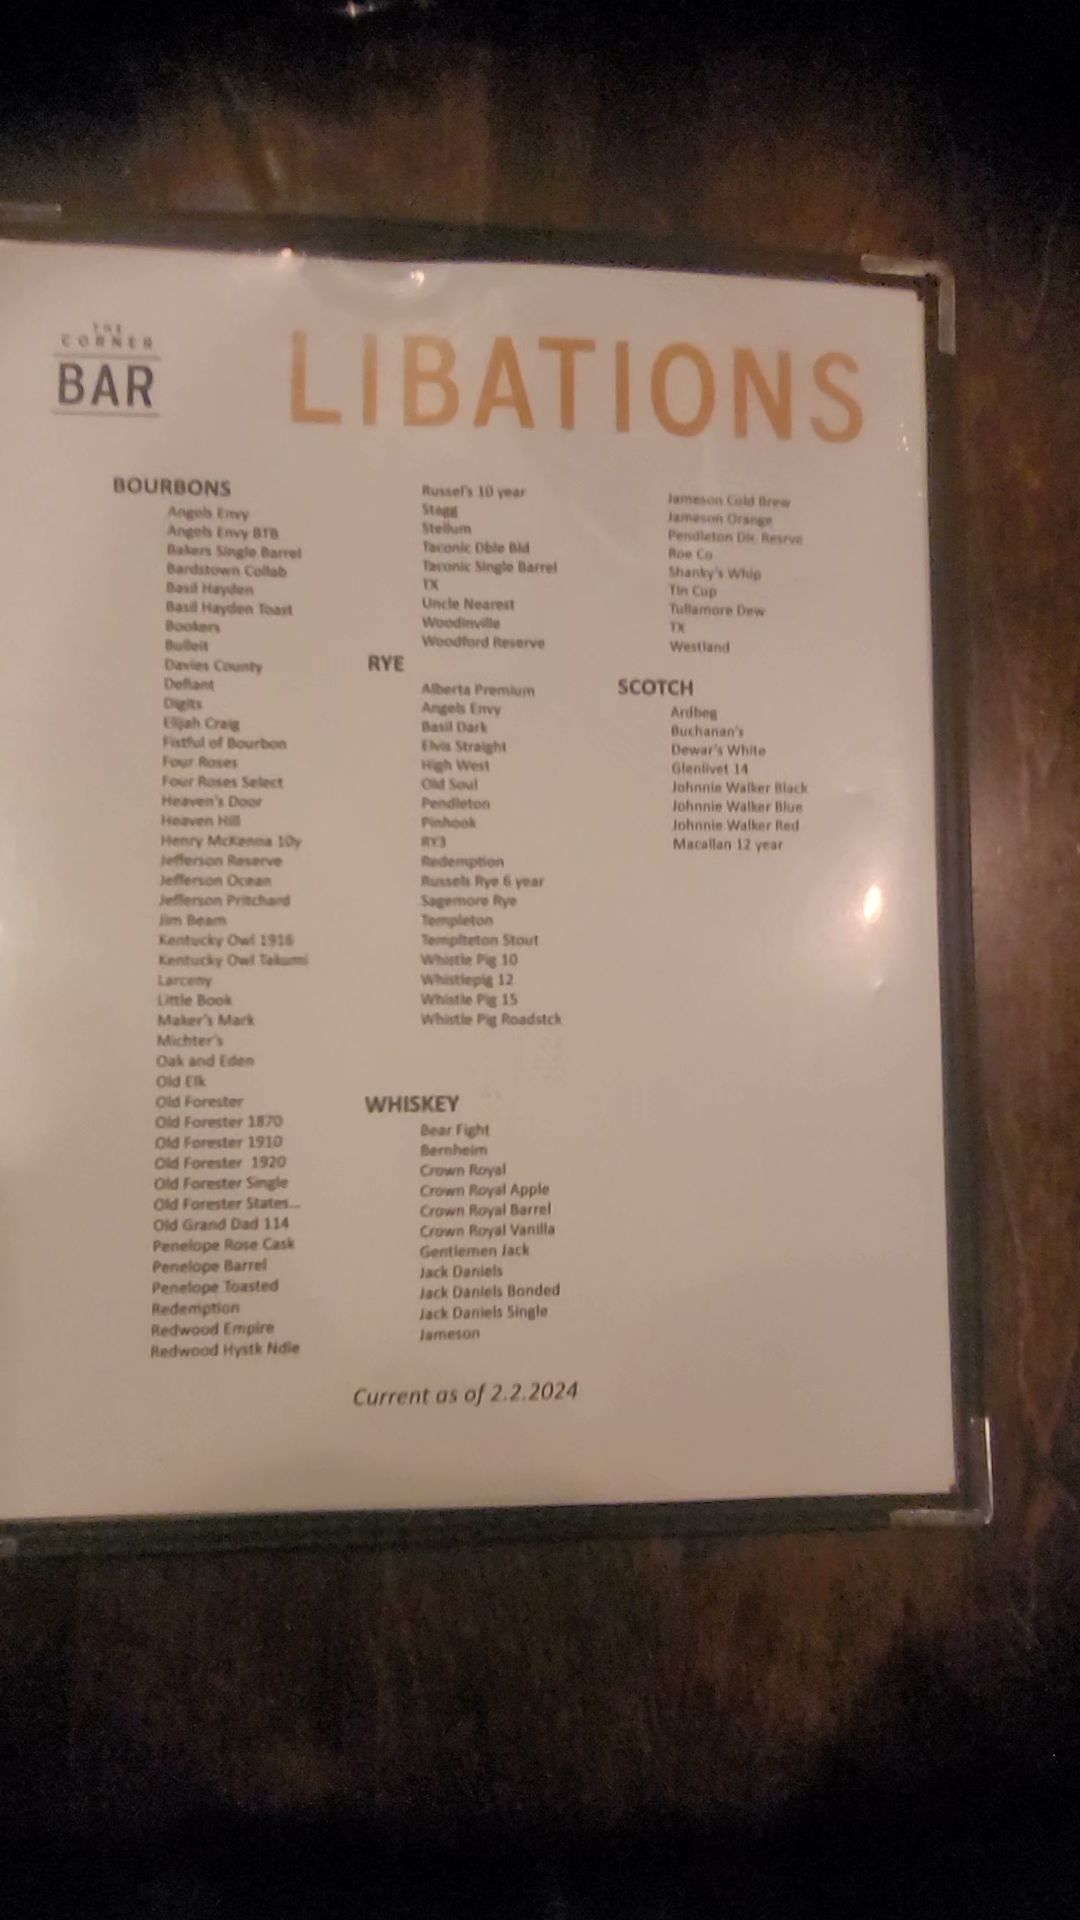 THE
CORNER
BAR
LIBATIONS
BOURBONS
Angels Envy
Angels Envy BTB
Bakers Single Barrel
Bardstown Collab
Basil Hayden
Basil Hayden Toast
Bookers
Bulleit
Davies County
Defiant
Digits
Elijah Craig
Fistful of Bourbon
Four Roses
Four Roses Select
Heaven's Door
Heaven Hill
Henry McKenna 10y
Jefferson Reserve
Jefferson Ocean
Jefferson Pritchard
Jim Beam
Kentucky Owl 1916
Kentucky Owl Takumi
Larceny
Little Book
Maker's Mark
Michter's
Oak and Eden
Old Elk
Old Forester
Old Forester 1870
Old Forester 1910
Old Forester 1920
Old Forester Single
Old Forester States...
Old Grand Dad 114
Penelope Rose Cask
Penelope Barrel
Penelope Toasted
Redemption
Redwood Empire
Redwood Hystk Ndle
Russel's 10 year
Stagg
Stellum
Taconic Dble Bld
Taconic Single Barrel
TX
Uncle Nearest
Woodinville
Woodford Reserve
RYE
Alberta Premium
Angels Envy
Basil Dark
Elvis Straight
High West
Old Soul
Pendleton
Pinhook
RY3
Redemption
Russels Rye 6 year
Sagemore Rye
Templeton
Templteton Stout
Whistle Pig 10
Whistlepig 12
Whistle Pig 15
Whistle Pig Roadstck
WHISKEY
Bear Fight
Bernheim
Crown Royal
Crown Royal Apple
Crown Royal Barrel
Crown Royal Vanilla
Gentlemen Jack
Jack Daniels
Jack Daniels Bonded
Jack Daniels Single
Jameson
Jameson Cold Brew
Jameson Orange
Pendleton Dir. Resrve
Roe Co
Shanky's Whip
Tin Cup
Tullamore Dew
TX
Westland
SCOTCH
Ardbeg
Buchanan's
Dewar's White
Glenlivet 14
Johnnie Walker Black
Johnnie Walker Blue
Johnnie Walker Red
Macallan 12 year
Current as of 2.2.2024